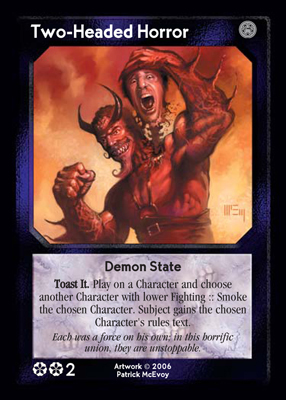 Two-Headed Horror
Demon State
Toast It. Play on a Character and choose
another Character with lower Fighting :: Smoke
the chosen Character. Subject gains the chosen
Character's rules text.
Each was a force on his own; in this horrific
union, they are unstoppable.
2
Artwork © 2006
Patrick McEvoy